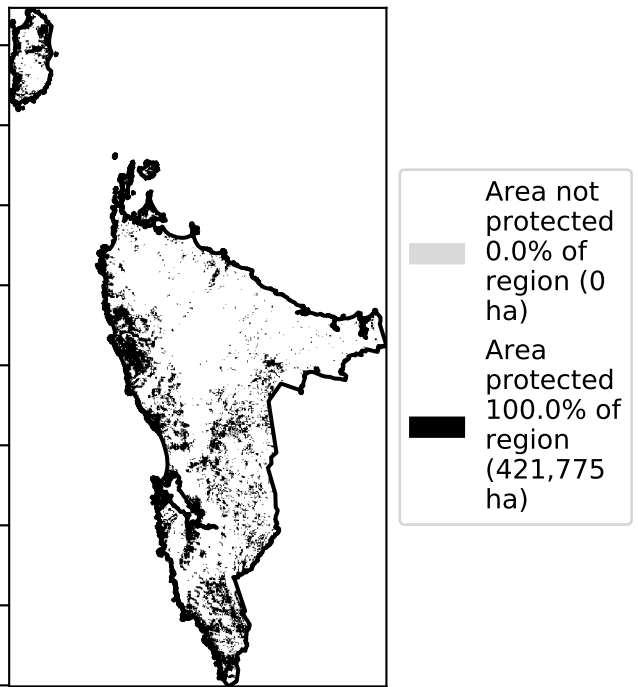 Area not
protected
0.0% of
region (0
ha)
Area
protected
100.0% of
region
(421,775
ha)